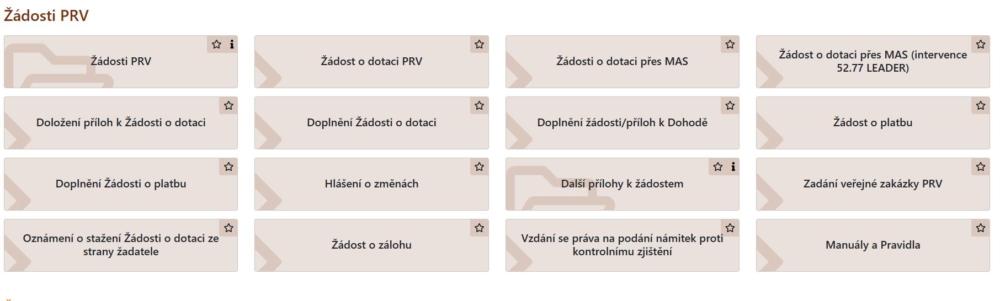 Žádosti PRV
Žádosti PRV
Žádost o dotaci PRV
Žádosti o dotaci přes MAS
Žádost o dotaci přes MAS (intervence
52.77 LEADER)
Doložení příloh k Žádosti o dotaci
Doplnění Žádosti o dotaci
Doplnění žádosti/příloh k Dohodě
Žádost o platbu
Doplnění Žádosti o platbu
Hlášení o změnách
Další přílohy k žádostem
Zadání veřejné zakázky PRV
Oznámení o stažení Žádosti o dotaci ze
strany žadatele
Žádost o zálohu
Vzdání se práva na podání námitek proti
kontrolnímu zjištění
Manuály a Pravidla